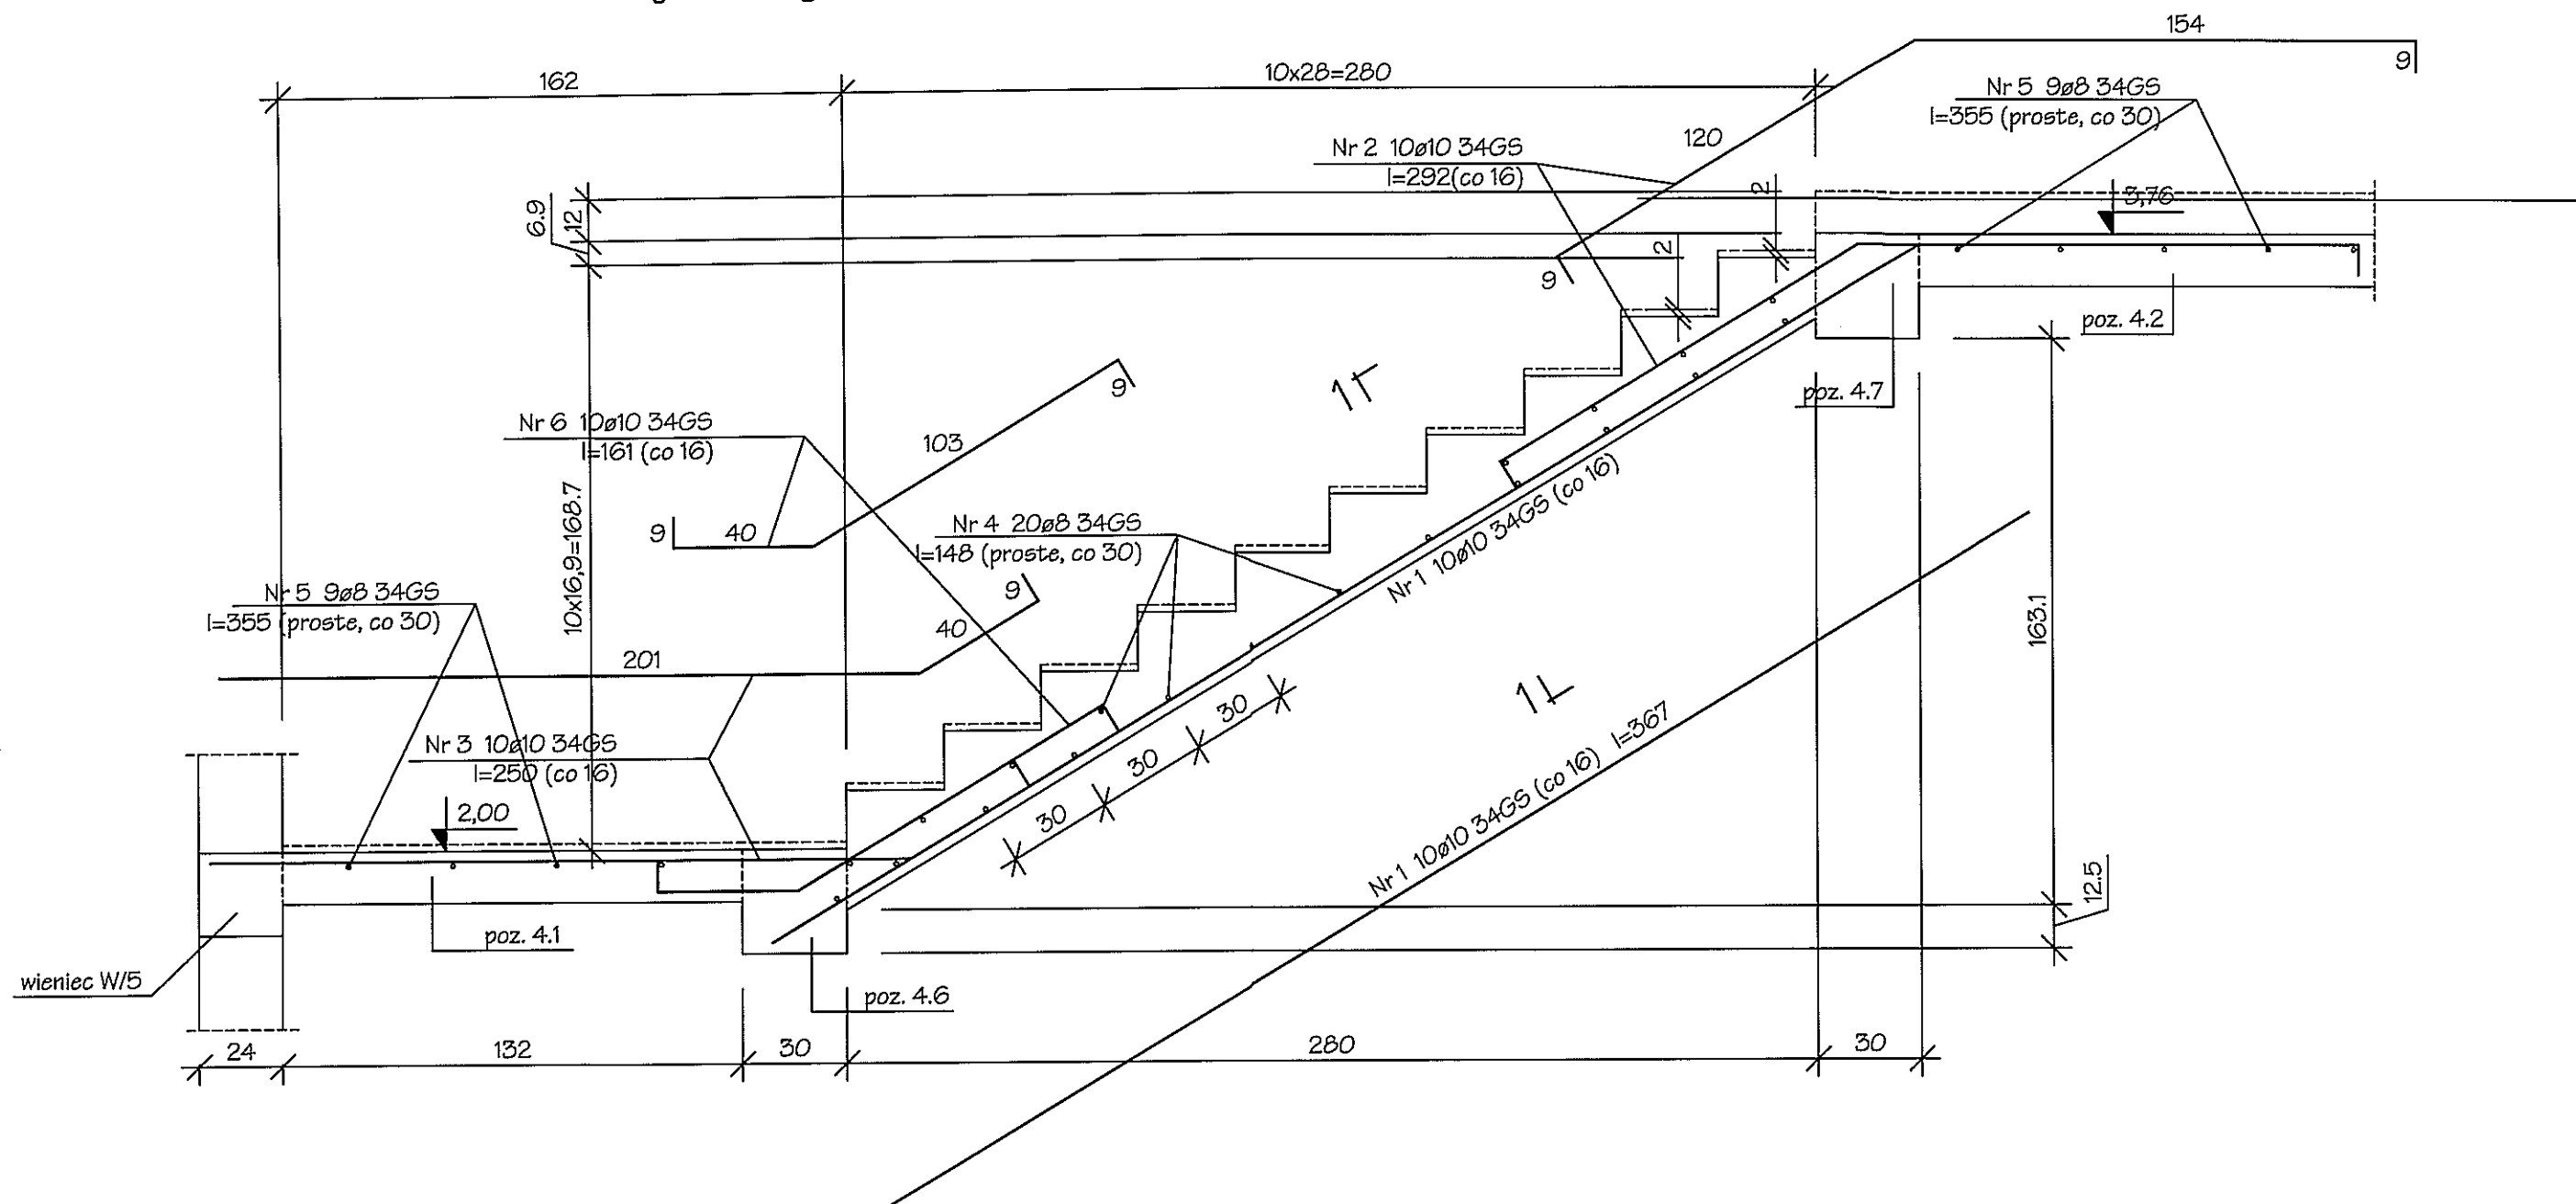 154
9
162
10x28=280
Nr 5 9ø8 34GS
l=355 (proste, co 30)
120
Nr 2 10ø10 34GS
l=292(co 16)
2
6.9
12
3,76
2
9
poz. 4.2
9
1
poz. 4.7
Nr 6 10ø10 34GS
l=161 (co 16)
103
10x16,9=168.7
9
40
Nr 4 20ø8 34GS
l=148 (proste, co 30)
Nr 1 10ø10 34GS (co 16)
9
Nr 5 9ø8 34GS
l=355 (proste, co 30)
40
163.1
201
1
30
30
30
Nr 3 10ø10 34GS
l=250 (co 16)
2,00
Nr 1 10ø10 34GS (co 16) l=367
12.5
poz. 4.1
wieniec W/5
poz. 4.6
24
132
30
280
30